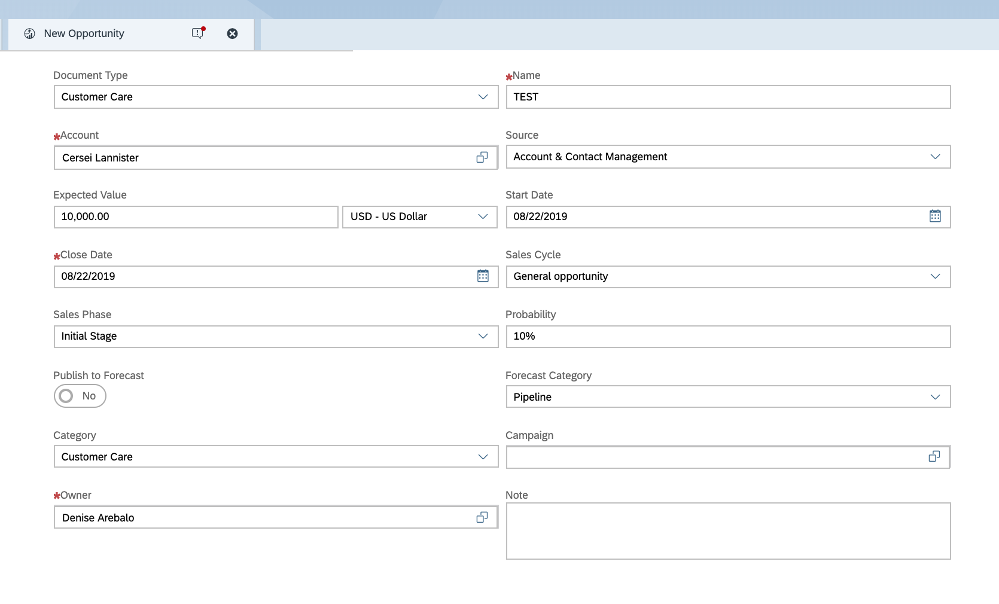 New Opportunity
Document Type
*Name
Customer Care
TEST
*Account
Source
Cersei Lannister
Account & Contact Management
Expected Value
Start Date
10,000.00
USD - US Dollar
08/22/2019
*Close Date
Sales Cycle
08/22/2019
General opportunity
Sales Phase
Probability
Initial Stage
10%
Publish to Forecast
Forecast Category
No
Pipeline
Category
Campaign
Customer Care
*Owner
Note
Denise Arebalo